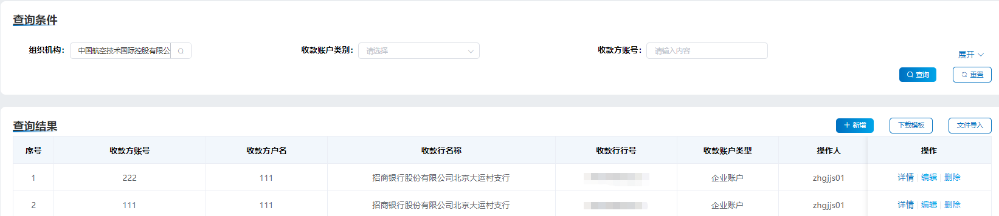 查询条件
组织机构： 中国航空技术国际控股有限公 收款账户类别： 请选择 收款方账号： 请输入内容
展开
查询 重置
查询结果
新增 下载模板 文件导入
序号 收款方账号 收款方户名 收款行名称 收款行行号 收款账户类型 操作人 操作
1 222 111 招商银行股份有限公司北京大运村支行 企业账户 zhgjjs01 详情 编辑 删除
2 111 111 招商银行股份有限公司北京大运村支行 企业账户 zhgjjs01 详情 编辑 删除